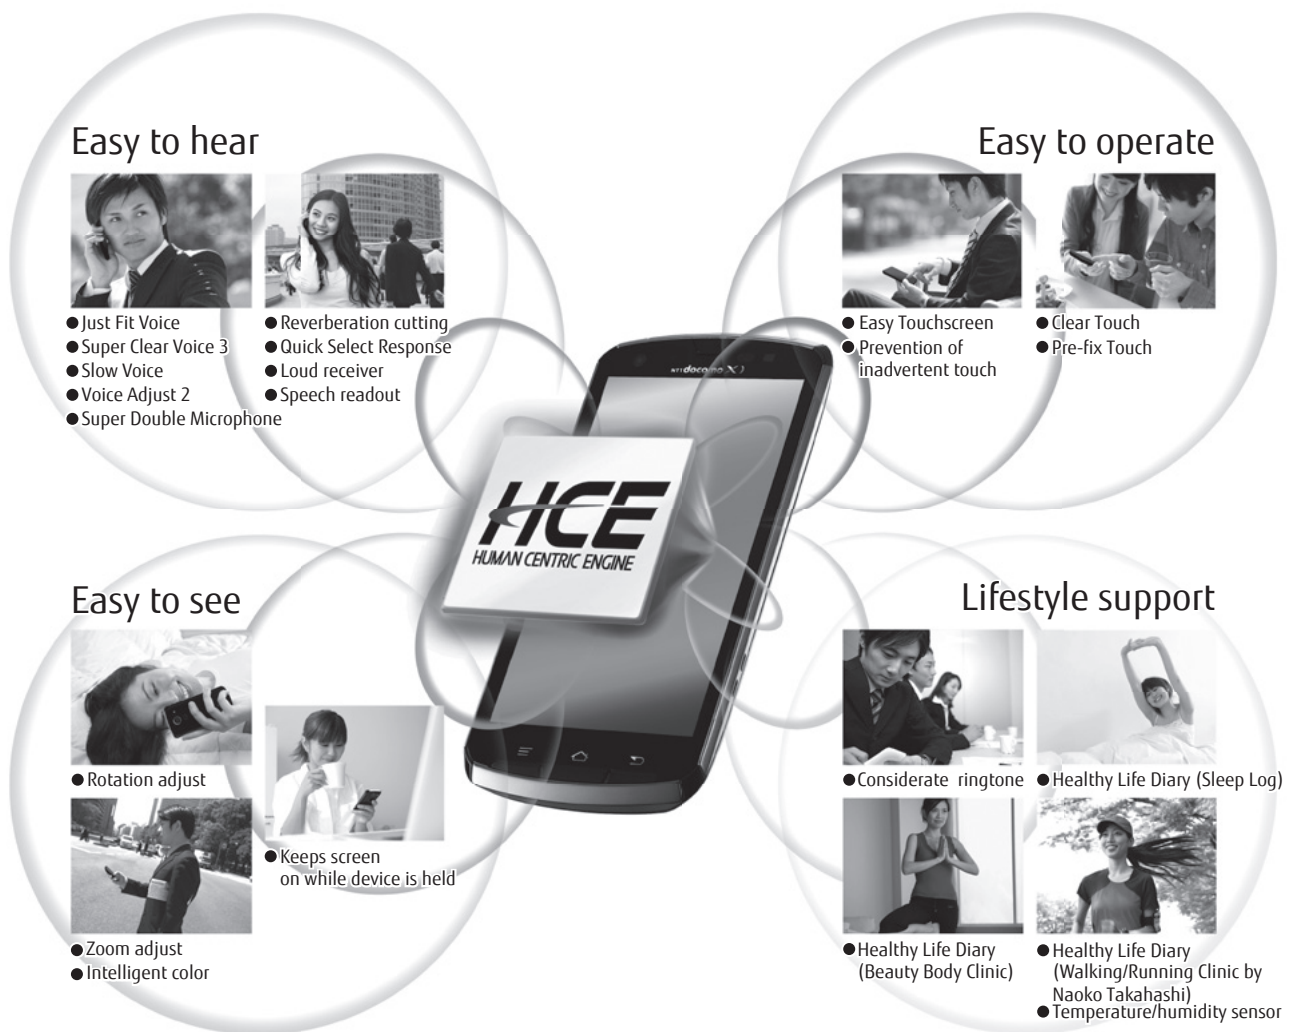 Easy to hear
● Just Fit Voice
● Super Clear Voice 3
● Slow Voice
● Voice Adjust 2
● Super Double Microphone
● Reverberation cutting
● Quick Select Response
● Loud receiver
● Speech readout
Easy to operate
● Easy Touchscreen
● Prevention of
inadvertent touch
● Clear Touch
● Pre-fix Touch
NTT docomo Xi
HCE
HUMAN CENTRIC ENGINE
Easy to see
● Rotation adjust
● Zoom adjust
● Intelligent color
● Keeps screen
on while device is held
Lifestyle support
● Considerate ringtone
● Healthy Life Diary (Sleep Log)
● Healthy Life Diary
(Beauty Body Clinic)
● Healthy Life Diary
(Walking/Running Clinic by
Naoko Takahashi)
● Temperature/humidity sensor